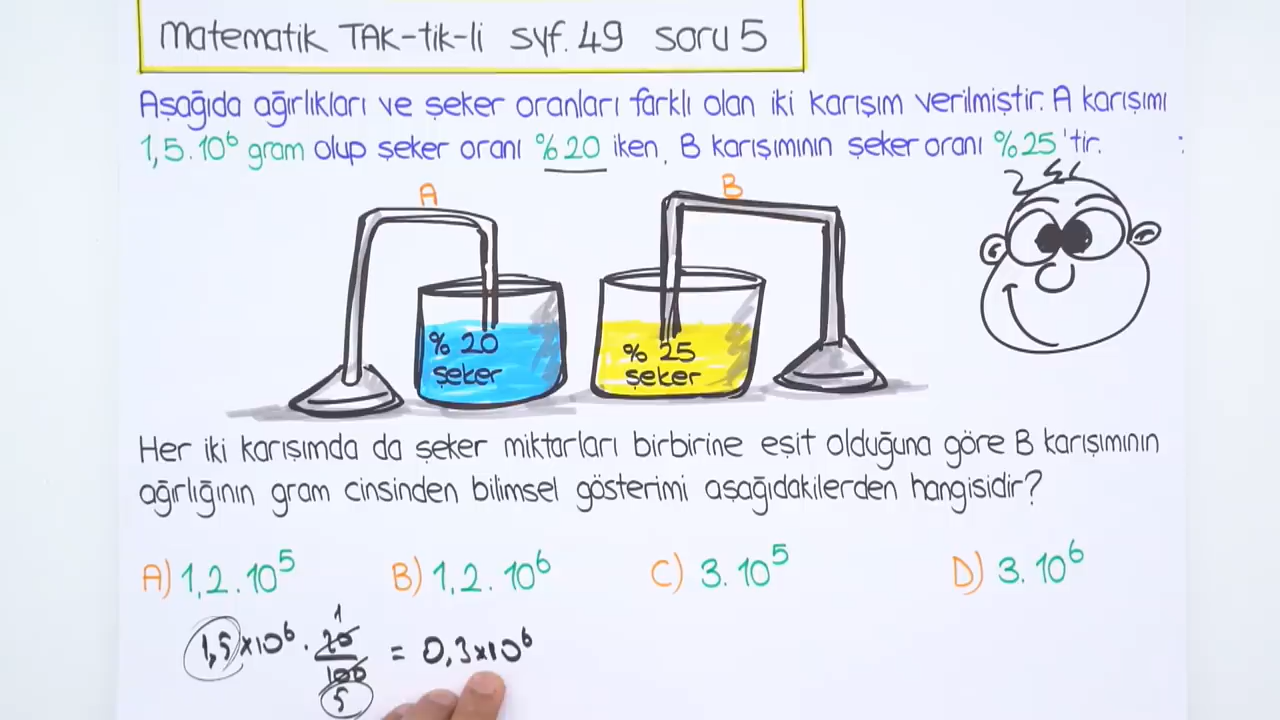 Matematik TAK-tik-li syf. 49 soru 5
Aşağıda ağırlıkları ve şeker oranları farklı olan iki karışım verilmiştir. A karışımı
1,5.10⁶ gram olup şeker oranı %20 iken, B karışımının şeker oranı %25'tir.
A
B
% 20
şeker
% 25
şeker
Her iki karışımda da şeker miktarları birbirine eşit olduğuna göre B karışımının
ağırlığının gram cinsinden bilimsel gösterimi aşağıdakilerden hangisidir?
A) 1,2.10⁵ B) 1,2.10⁶ C) 3.10⁵ D) 3.10⁶
1
1,5×10⁶ . 20/100 = 0,3×10⁶
5